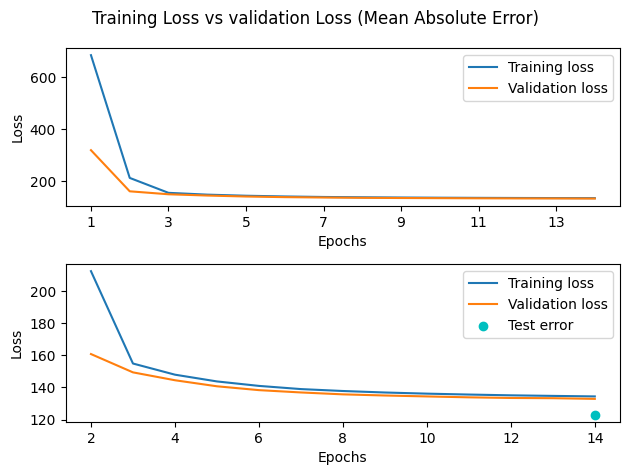 Training Loss vs validation Loss (Mean Absolute Error)
600
400
200
Loss
Training loss
Validation loss
1 3 5 7 9 11 13
Epochs
200
180
160
140
120
Loss
Training loss
Validation loss
Test error
2 4 6 8 10 12 14
Epochs